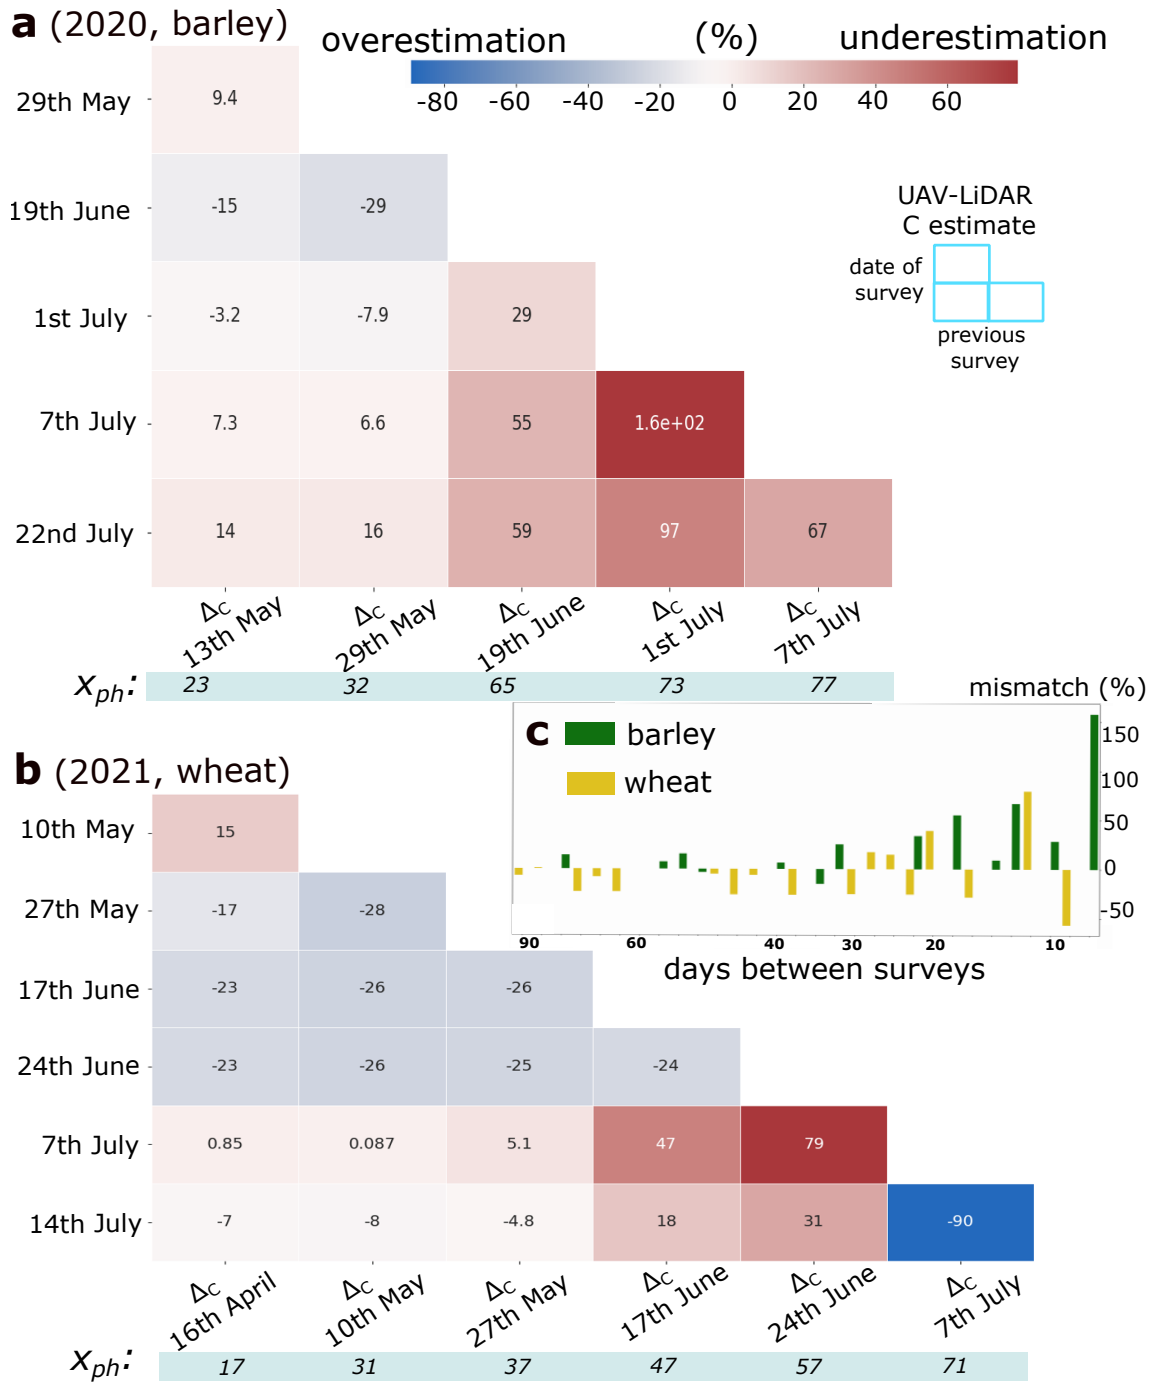 a (2020, barley)
overestimation (%) underestimation
-80 -60 -40 -20 0 20 40 60
29th May 9.4
19th June -15 -29
1st July -3.2 -7.9 29
7th July 7.3 6.6 55 1.6e+02
22nd July 14 16 59 97 67
UAV-LiDAR
C estimate
date of
survey
previous
survey
ΔC ΔC ΔC ΔC ΔC
13th May 29th May 19th June 1st July 7th July
xph: 23 32 65 73 77
mismatch (%)
c barley
wheat
150
100
50
0
-50
90 60 40 30 20 10
days between surveys
b (2021, wheat)
10th May 15
27th May -17 -28
17th June -23 -26 -26
24th June -23 -26 -25 -24
7th July 0.85 0.087 5.1 47 79
14th July -7 -8 -4.8 18 31 -90
ΔC ΔC ΔC ΔC ΔC ΔC
16th April 10th May 27th May 17th June 24th June 7th July
xph: 17 31 37 47 57 71